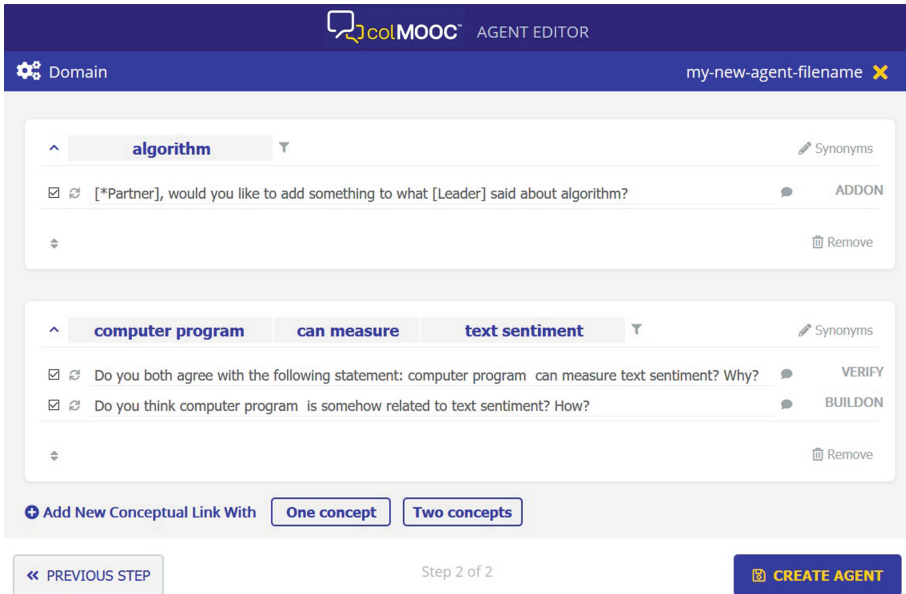 colMOOC™ AGENT EDITOR
Domain my-new-agent-filename
algorithm Synonyms
[*Partner], would you like to add something to what [Leader] said about algorithm? ADDON
Remove
computer program can measure text sentiment Synonyms
Do you both agree with the following statement: computer program can measure text sentiment? Why? VERIFY
Do you think computer program is somehow related to text sentiment? How? BUILDON
Remove
Add New Conceptual Link With One concept Two concepts
« PREVIOUS STEP Step 2 of 2 CREATE AGENT